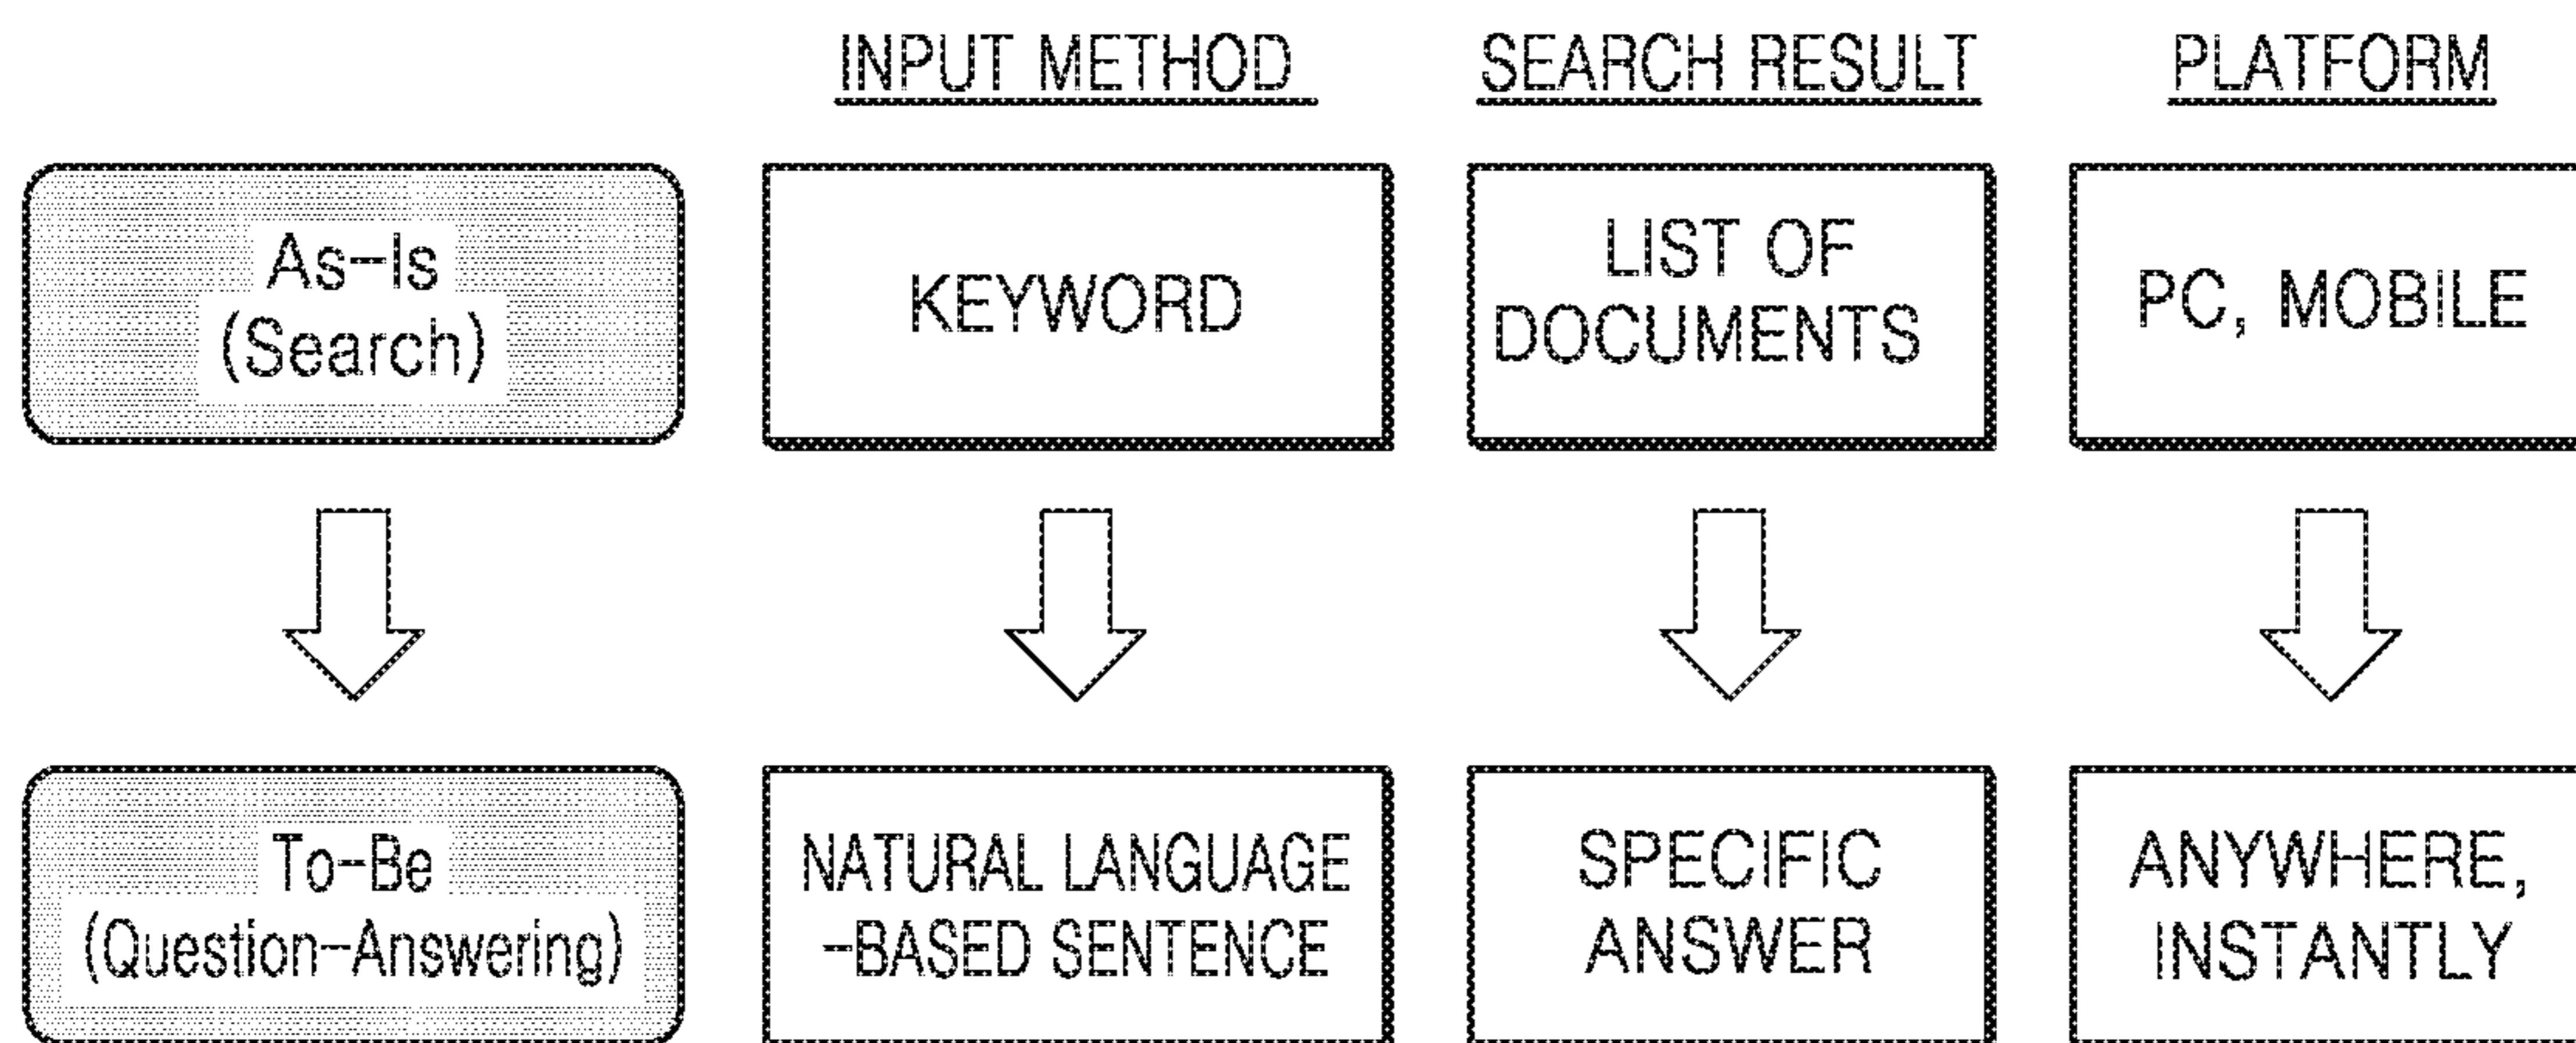 INPUT METHOD
SEARCH RESULT
PLATFORM
As-Is
(Search)
KEYWORD
LIST OF
DOCUMENTS
PC, MOBILE
To-Be
(Question-Answering)
NATURAL LANGUAGE
-BASED SENTENCE
SPECIFIC
ANSWER
ANYWHERE,
INSTANTLY